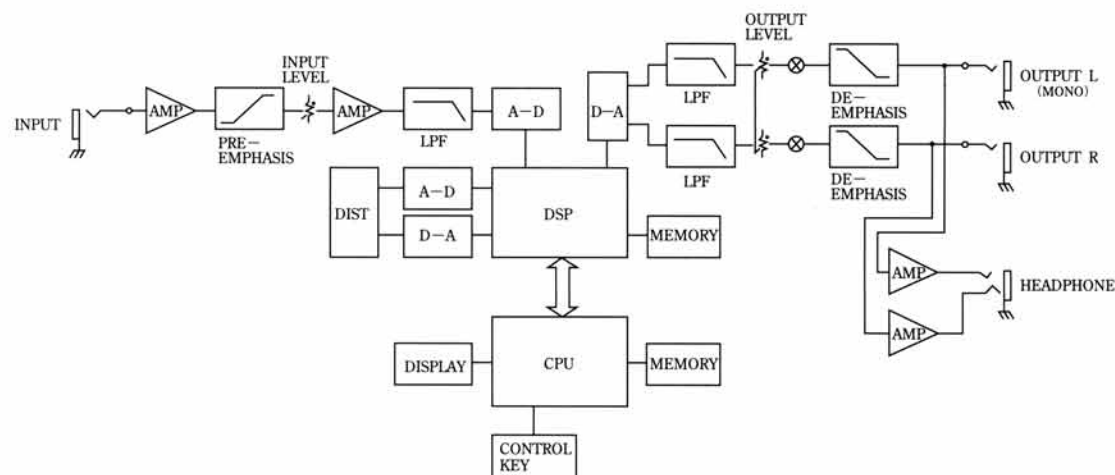 INPUT
AMP
PRE-
EMPHASIS
INPUT
LEVEL
AMP
LPF
A-D
D-A
LPF
LPF
OUTPUT
LEVEL
DE-
EMPHASIS
DE-
EMPHASIS
OUTPUT L
(MONO)
OUTPUT R
DIST
A-D
D-A
DSP
MEMORY
AMP
AMP
HEADPHONE
DISPLAY
CPU
MEMORY
CONTROL
KEY